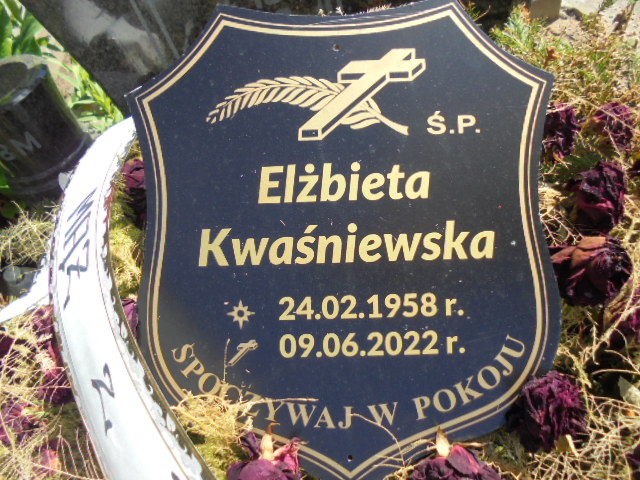 Ś.P.
Elżbieta
Kwaśniewska
24.02.1958 r.
09.06.2022 r.
SPOCZYWAJ W POKOJU